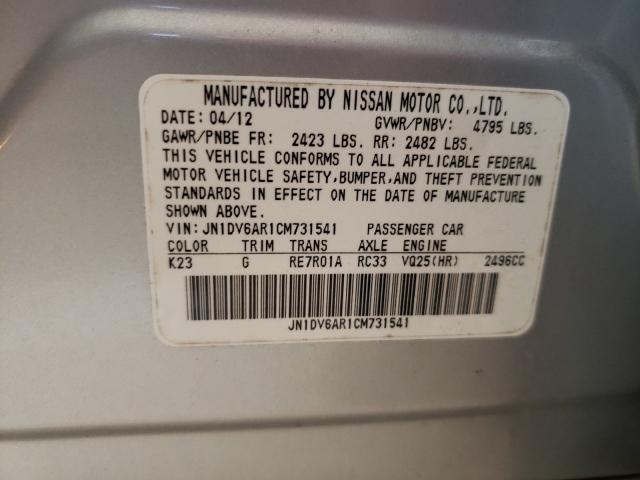 MANUFACTURED BY NISSAN MOTOR CO.,LTD.
DATE: 04/12 GVWR/PNBV: 4795 LBS.
GAWR/PNBE FR: 2423 LBS. RR: 2482 LBS.
THIS VEHICLE CONFORMS TO ALL APPLICABLE FEDERAL
MOTOR VEHICLE SAFETY,BUMPER,AND THEFT PREVENTION
STANDARDS IN EFFECT ON THE DATE OF MANUFACTURE
SHOWN ABOVE.
VIN: JN1DV6AR1CM731541 PASSENGER CAR
COLOR TRIM TRANS AXLE ENGINE
K23 G RE7R01A RC33 VQ25(HR) 2496CC
JN1DV6AR1CM731541